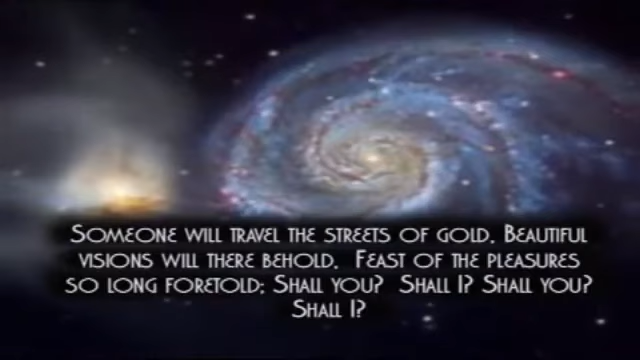 Someone will travel the streets of gold. Beautiful
visions will there behold. Feast of the pleasures
so long foretold; Shall you? Shall I? Shall you?
Shall I?